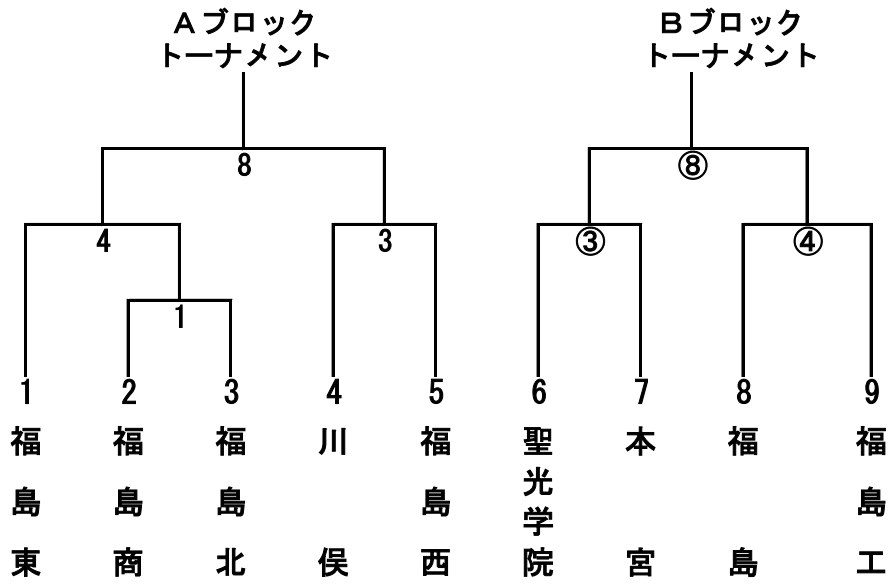 Aブロック
トーナメント
Bブロック
トーナメント
8
⑧
4
3
③
④
1
1
2
3
4
5
6
7
8
9
福島東
福島商
福島北
川俣
福島西
聖光学院
本宮
福島
福島工